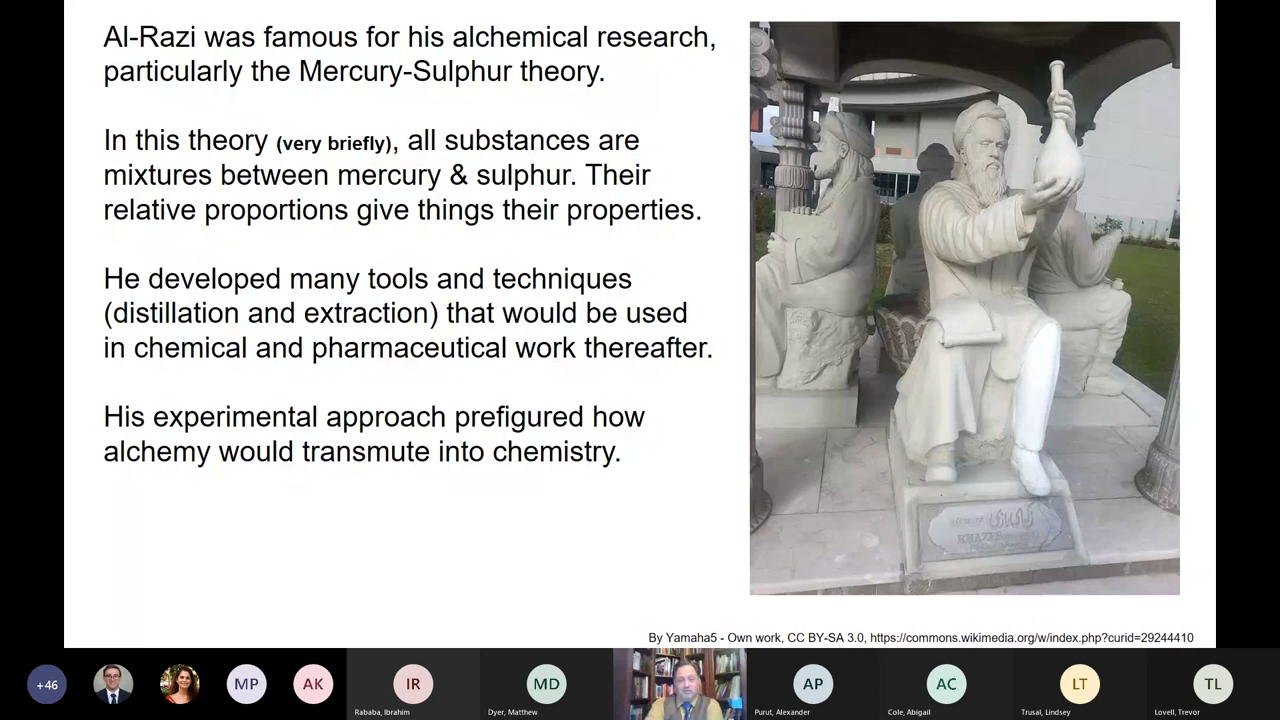 Al-Razi was famous for his alchemical research,
particularly the Mercury-Sulphur theory.
In this theory (very briefly), all substances are
mixtures between mercury & sulphur. Their
relative proportions give things their properties.
He developed many tools and techniques
(distillation and extraction) that would be used
in chemical and pharmaceutical work thereafter.
His experimental approach prefigured how
alchemy would transmute into chemistry.
RHAZES
By Yamaha5 - Own work, CC BY-SA 3.0, https://commons.wikimedia.org/w/index.php?curid=29244410
+46
MP
AK
IR
MD
AP
AC
LT
TL
Rababa, Ibrahim
Dyer, Matthew
Purut, Alexander
Cole, Abigail
Trusal, Lindsey
Lovell, Trevor